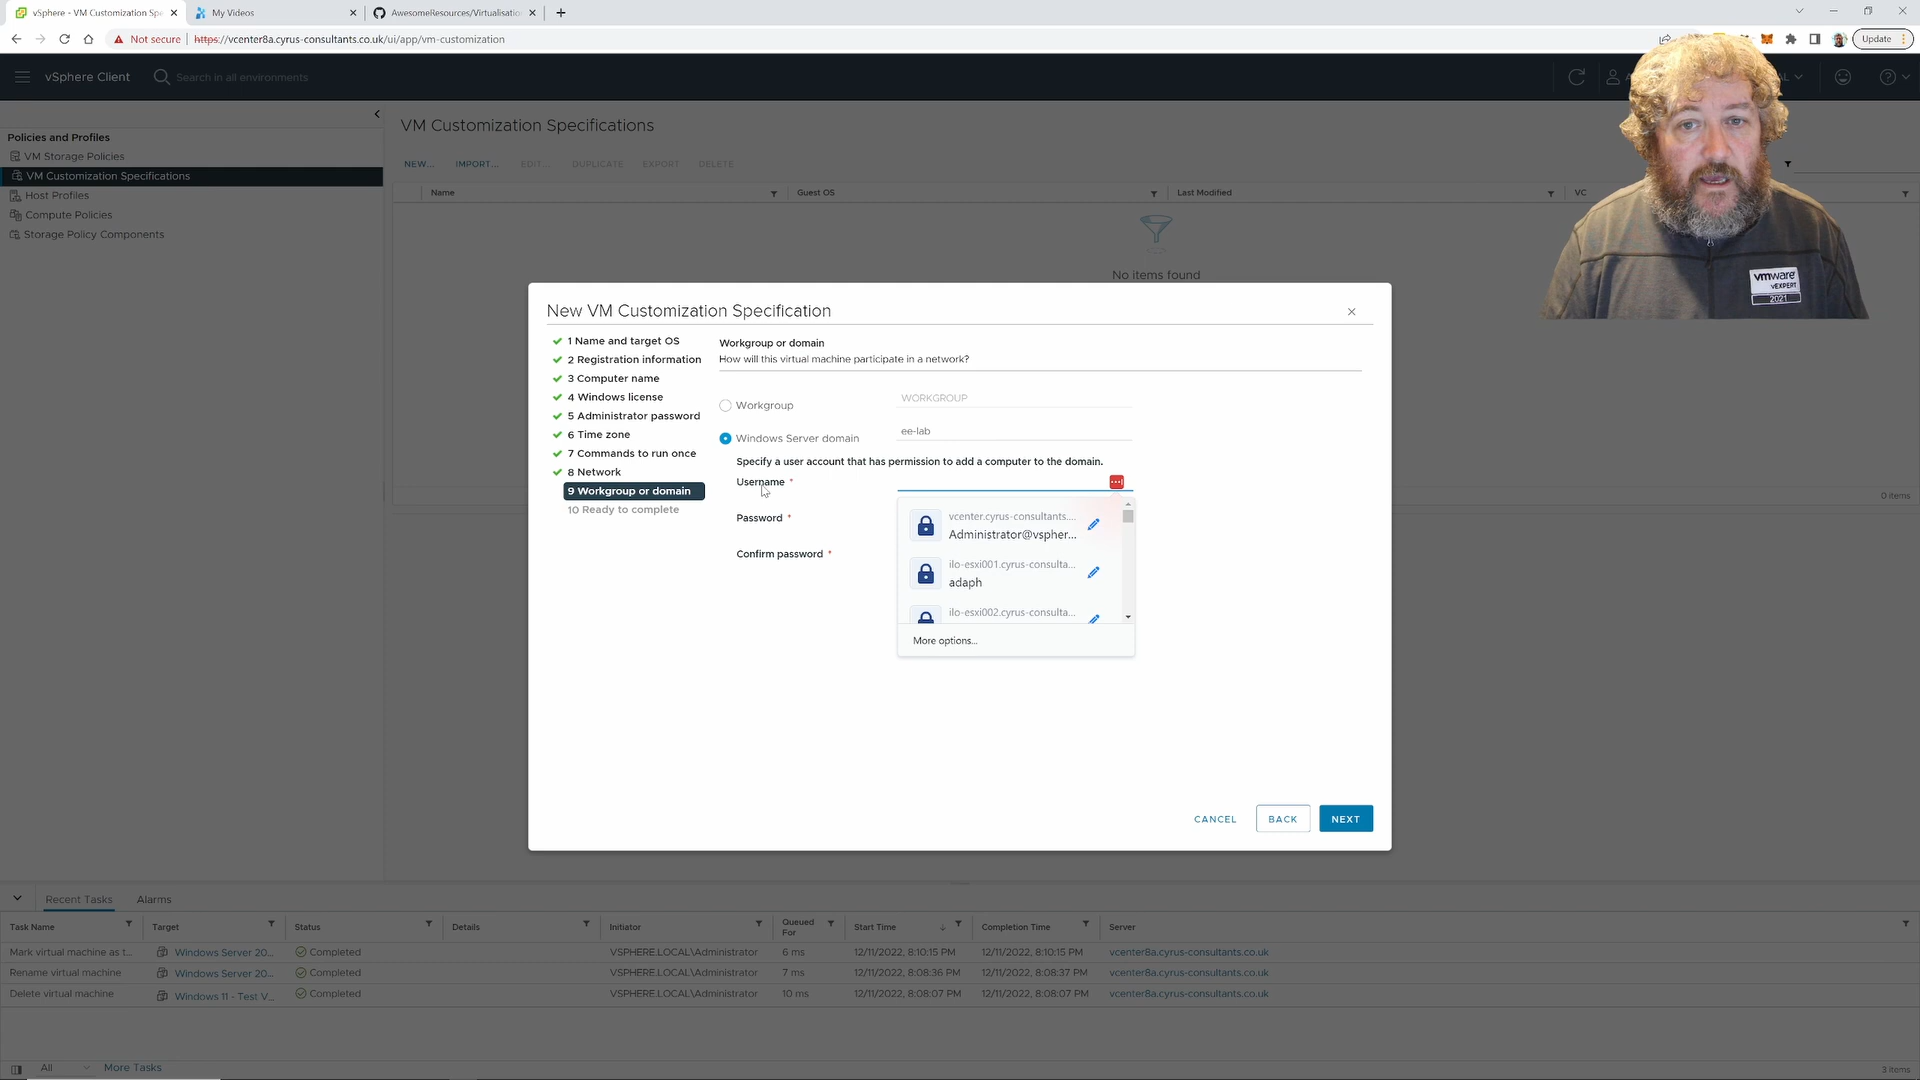 vSphere - VM Customization Spe
My Videos
AwesomeResources/Virtualisatio
Not secure
https://vcenter8a.cyrus-consultants.co.uk/ui/app/vm-customization
Update
vSphere Client
Search in all environments
Policies and Profiles
VM Storage Policies
VM Customization Specifications
Host Profiles
Compute Policies
Storage Policy Components
VM Customization Specifications
NEW... IMPORT... EDIT... DUPLICATE EXPORT DELETE
Name Guest OS Last Modified VC
No items found
0 items
vmware
vEXPERT
2021
New VM Customization Specification
1 Name and target OS
2 Registration information
3 Computer name
4 Windows license
5 Administrator password
6 Time zone
7 Commands to run once
8 Network
9 Workgroup or domain
10 Ready to complete
Workgroup or domain
How will this virtual machine participate in a network?
Workgroup WORKGROUP
Windows Server domain ee-lab
Specify a user account that has permission to add a computer to the domain.
Username *
Password *
Confirm password *
vcenter.cyrus-consultants....
Administrator@vspher...
ilo-esxi001.cyrus-consulta...
adaph
ilo-esxi002.cyrus-consulta...
More options...
CANCEL BACK NEXT
Recent Tasks Alarms
Task Name Target Status Details Initiator Queued For Start Time Completion Time Server
Mark virtual machine as t... Windows Server 20... Completed VSPHERE.LOCAL\Administrator 6 ms 12/11/2022, 8:10:15 PM 12/11/2022, 8:10:15 PM vcenter8a.cyrus-consultants.co.uk
Rename virtual machine Windows Server 20... Completed VSPHERE.LOCAL\Administrator 7 ms 12/11/2022, 8:08:36 PM 12/11/2022, 8:08:37 PM vcenter8a.cyrus-consultants.co.uk
Delete virtual machine Windows 11 - Test V... Completed VSPHERE.LOCAL\Administrator 10 ms 12/11/2022, 8:08:07 PM 12/11/2022, 8:08:07 PM vcenter8a.cyrus-consultants.co.uk
All More Tasks
3 items